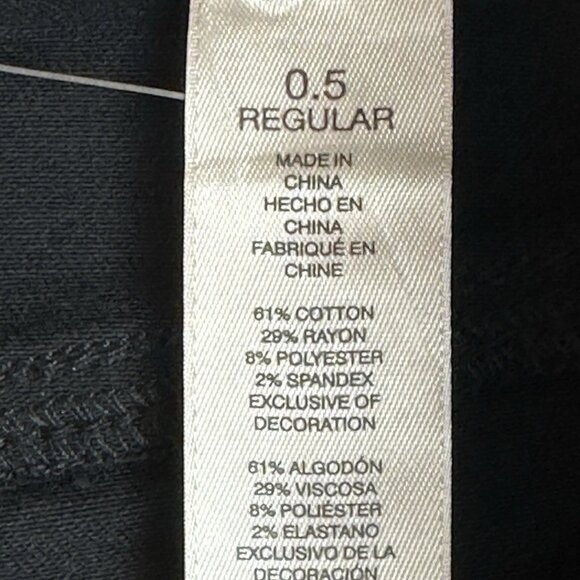 0.5
REGULAR
MADE IN
CHINA
HECHO EN
CHINA
FABRIQUÉ EN
CHINE
61% COTTON
29% RAYON
8% POLYESTER
2% SPANDEX
EXCLUSIVE OF
DECORATION
61% ALGODÓN
29% VISCOSA
8% POLIÉSTER
2% ELASTANO
EXCLUSIVO DE LA
DECORACIÓN